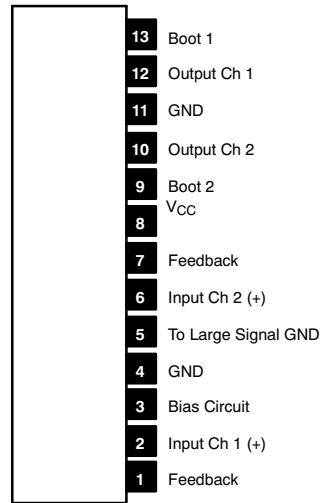 13 Boot 1
12 Output Ch 1
11 GND
10 Output Ch 2
9 Boot 2
8 VCC
7 Feedback
6 Input Ch 2 (+)
5 To Large Signal GND
4 GND
3 Bias Circuit
2 Input Ch 1 (+)
1 Feedback